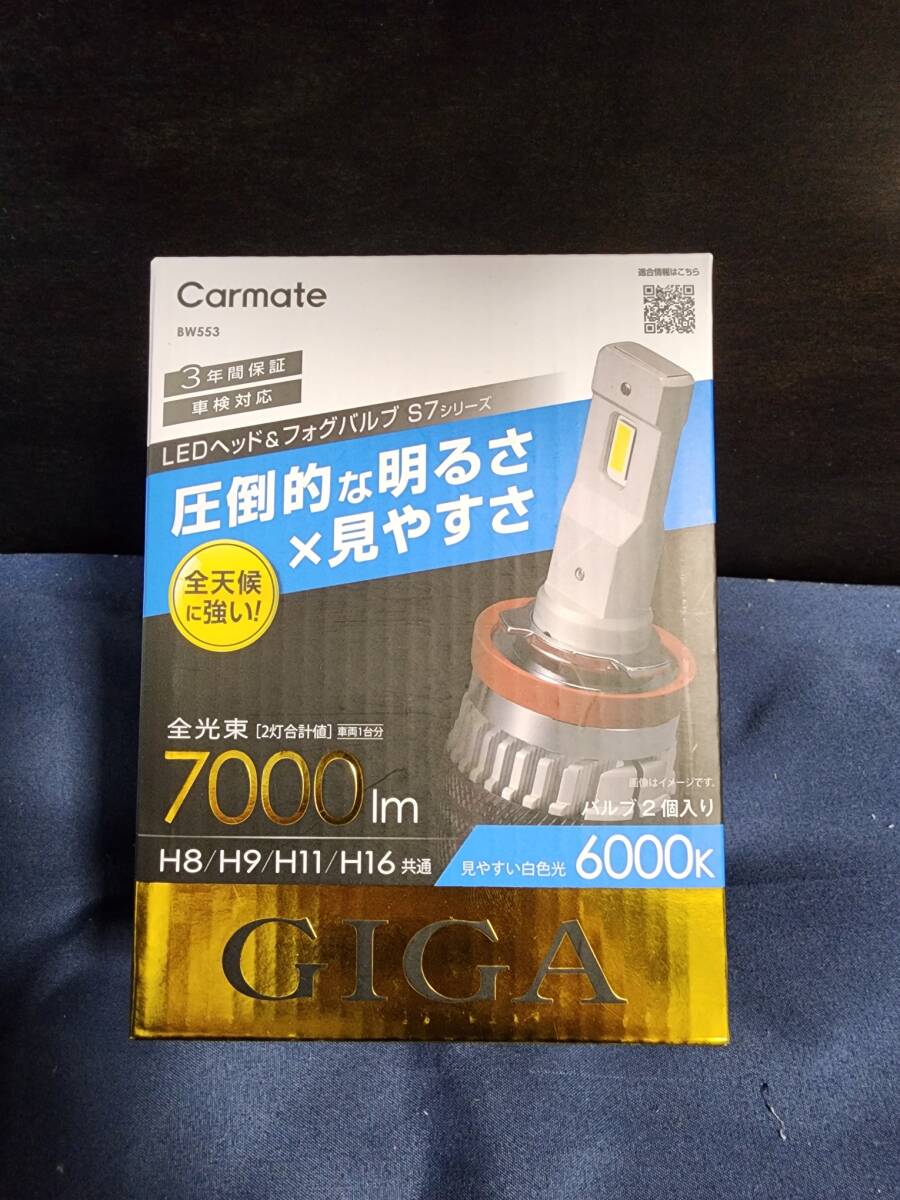 Carmate
BW553
適合情報はこちら
3年間保証
車検対応
LEDヘッド&フォグバルブ S7シリーズ
圧倒的な明るさ
×見やすさ
全天候
に強い!
全光束 [2灯合計値] 車両1台分
7000lm
画像はイメージです。
バルブ2個入り
H8/H9/H11/H16 共通
見やすい白色光 6000K
GIGA